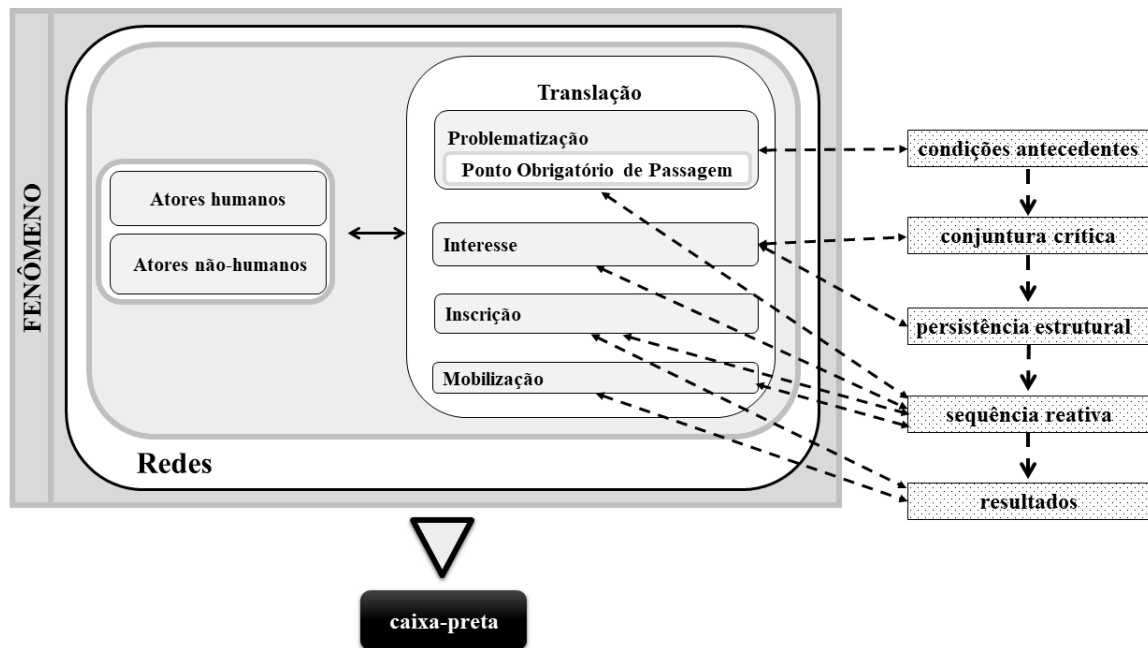 FENÔMENO
Translação
Problematização
Ponto Obrigatório de Passagem
Atores humanos
Atores não-humanos
Interesse
Inscrição
Mobilização
Redes
condições antecedentes
conjuntura crítica
persistência estrutural
sequência reativa
resultados
caixa-preta